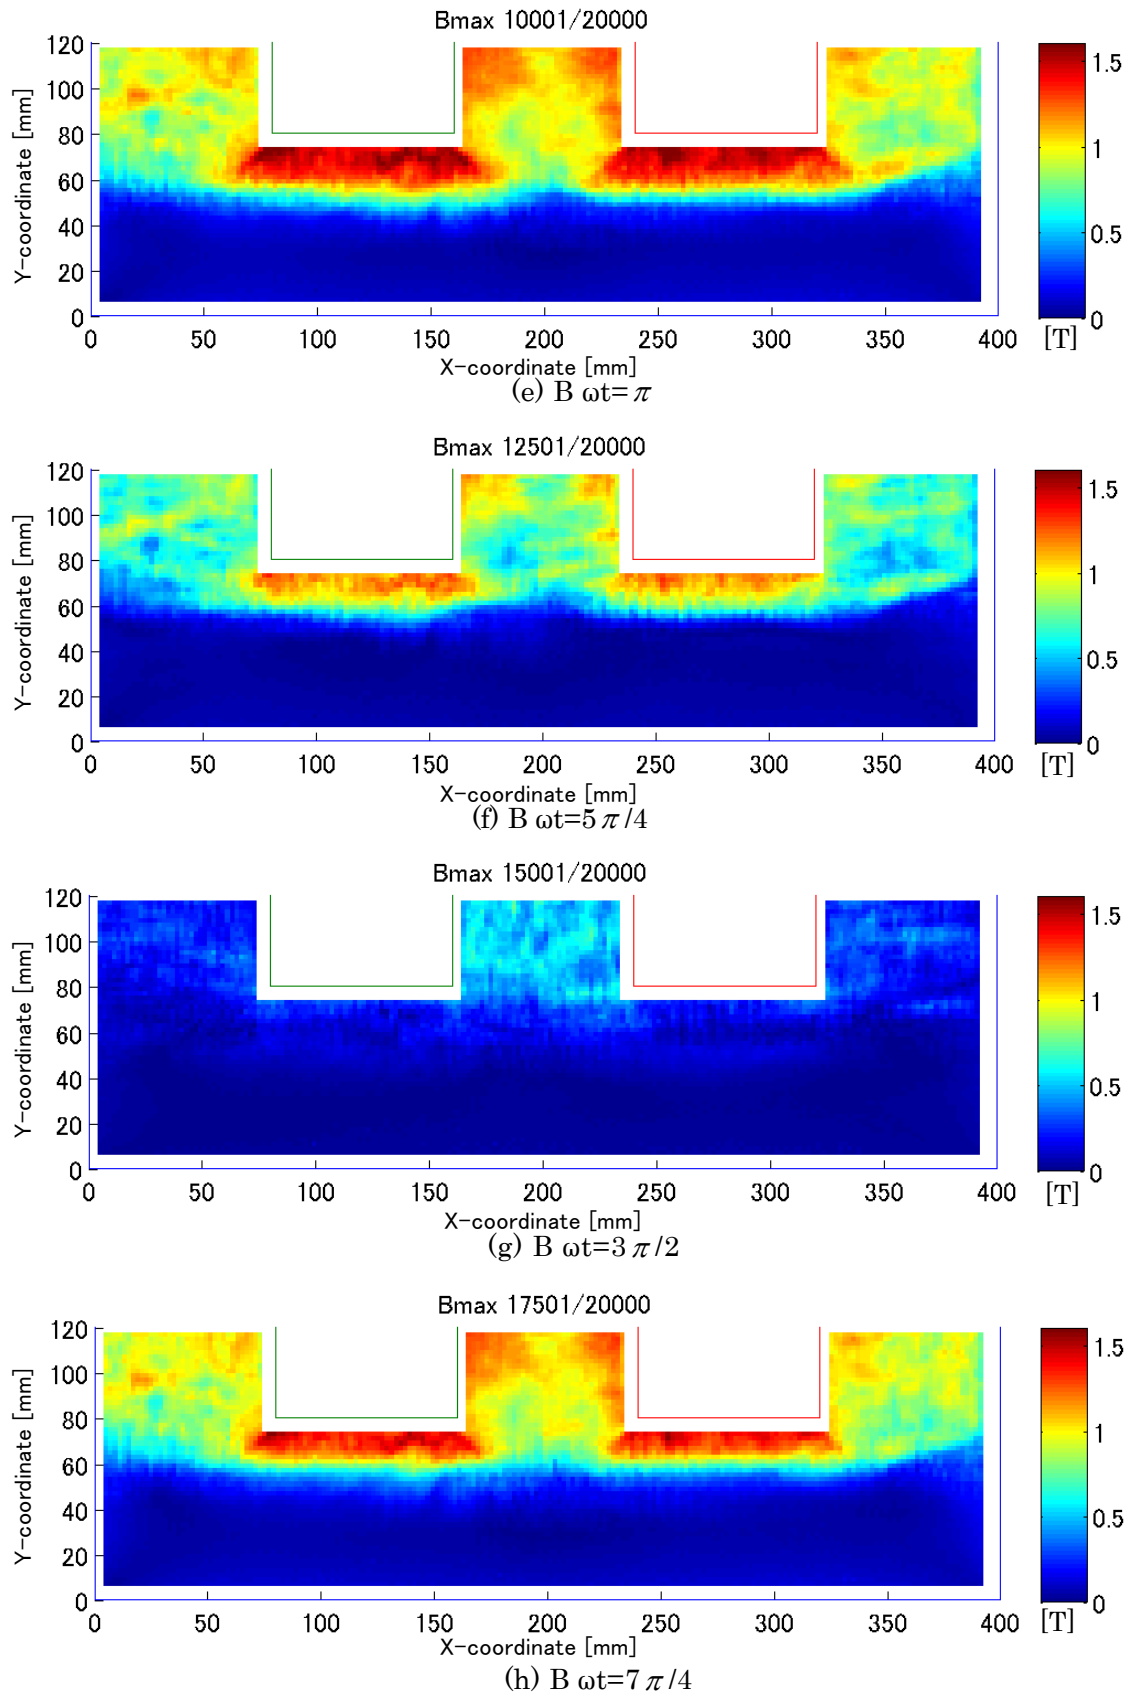 Bmax 10001/20000
120
100
80
60
40
20
0
Y-coordinate [mm]
0 50 100 150 200 250 300 350 400
X-coordinate [mm]
1.5
1
0.5
0
[T]
(e) B ωt=π
Bmax 12501/20000
120
100
80
60
40
20
0
Y-coordinate [mm]
0 50 100 150 200 250 300 350 400
X-coordinate [mm]
1.5
1
0.5
0
[T]
(f) B ωt=5π/4
Bmax 15001/20000
120
100
80
60
40
20
0
Y-coordinate [mm]
0 50 100 150 200 250 300 350 400
X-coordinate [mm]
1.5
1
0.5
0
[T]
(g) B ωt=3π/2
Bmax 17501/20000
120
100
80
60
40
20
0
Y-coordinate [mm]
0 50 100 150 200 250 300 350 400
X-coordinate [mm]
1.5
1
0.5
0
[T]
(h) B ωt=7π/4